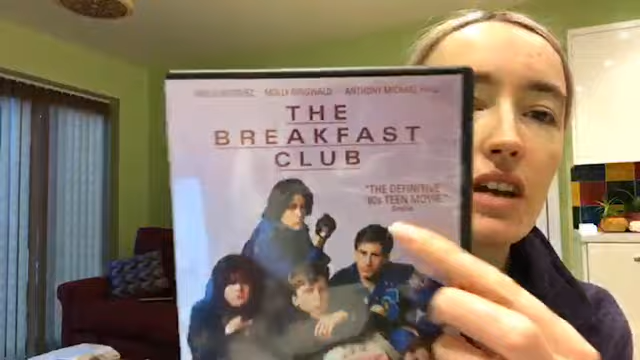 MOLLY RINGWALD ANTHONY MICHAEL HALL
THE
BREAKFAST
CLUB
"THE DEFINITIVE
'80s TEEN MOVIE"